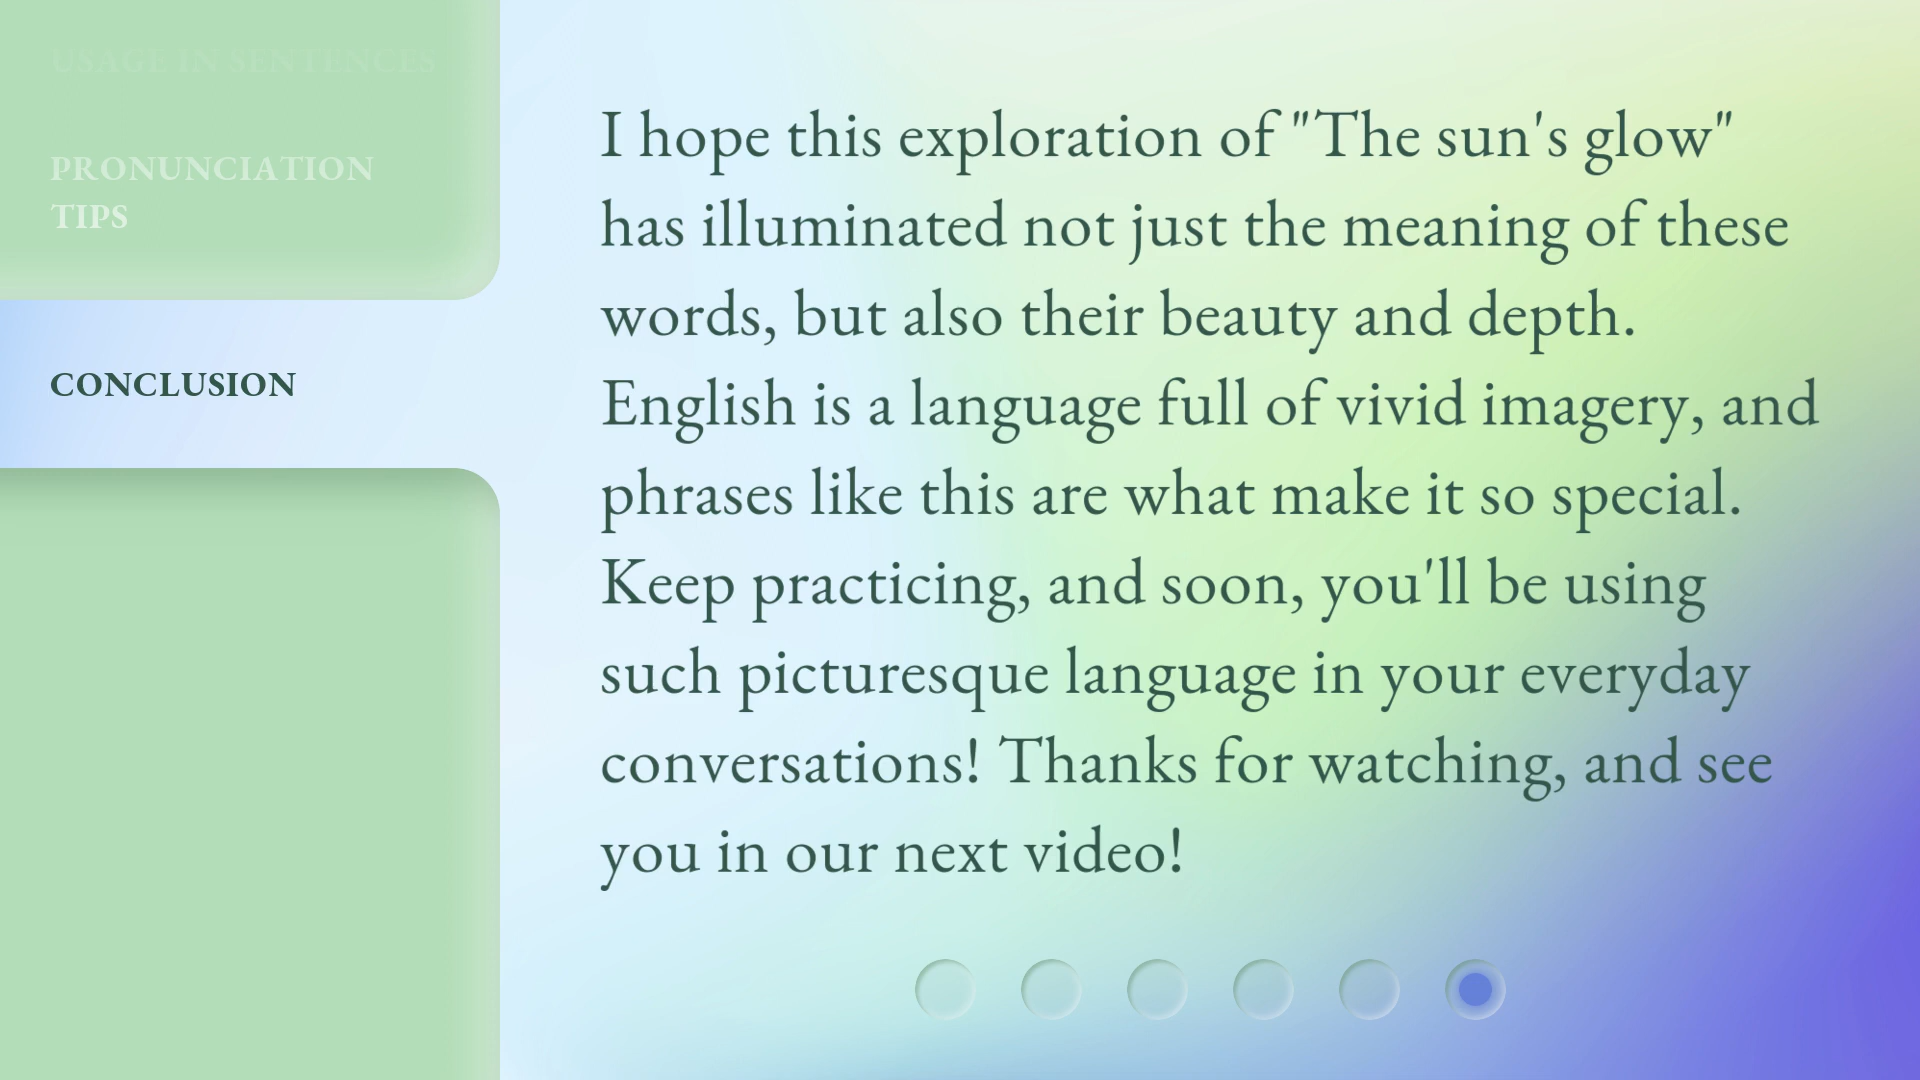 USAGE IN SENTENCES
PRONUNCIATION
TIPS
CONCLUSION
I hope this exploration of "The sun's glow"
has illuminated not just the meaning of these
words, but also their beauty and depth.
English is a language full of vivid imagery, and
phrases like this are what make it so special.
Keep practicing, and soon, you'll be using
such picturesque language in your everyday
conversations! Thanks for watching, and see
you in our next video!